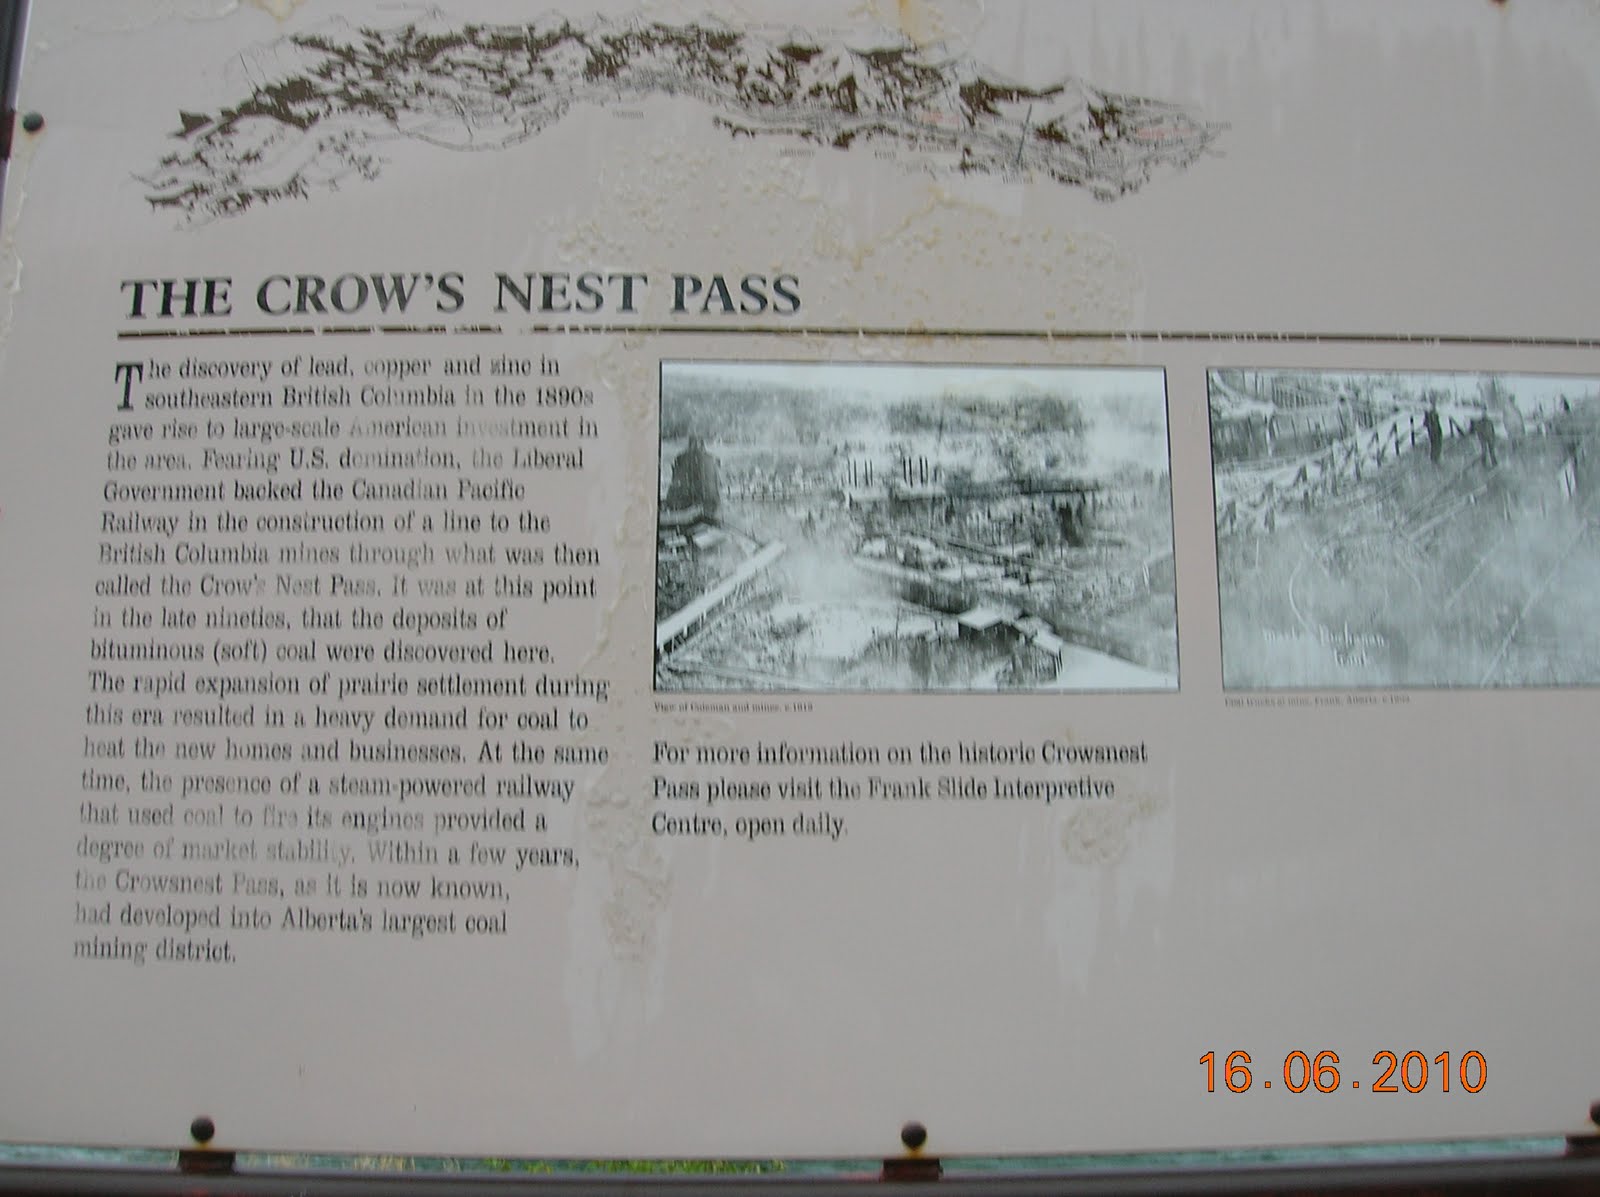 THE CROW'S NEST PASS
The discovery of lead, copper and zinc in
southeastern British Columbia in the 1890s
gave rise to large-scale American investment in
the area. Fearing U.S. domination, the Liberal
Government backed the Canadian Pacific
Railway in the construction of a line to the
British Columbia mines through what was then
called the Crow's Nest Pass. It was at this point
in the late nineties, that the deposits of
bituminous (soft) coal were discovered here.
The rapid expansion of prairie settlement during
this era resulted in a heavy demand for coal to
heat the new homes and businesses. At the same
time, the presence of a steam-powered railway
that used coal to fire its engines provided a
degree of market stability. Within a few years,
the Crowsnest Pass, as it is now known,
had developed into Alberta's largest coal
mining district.
View of Coleman and mines,
Frank, Alberta,
For more information on the historic Crowsnest
Pass please visit the Frank Slide Interpretive
Centre, open daily.
16.06.2010